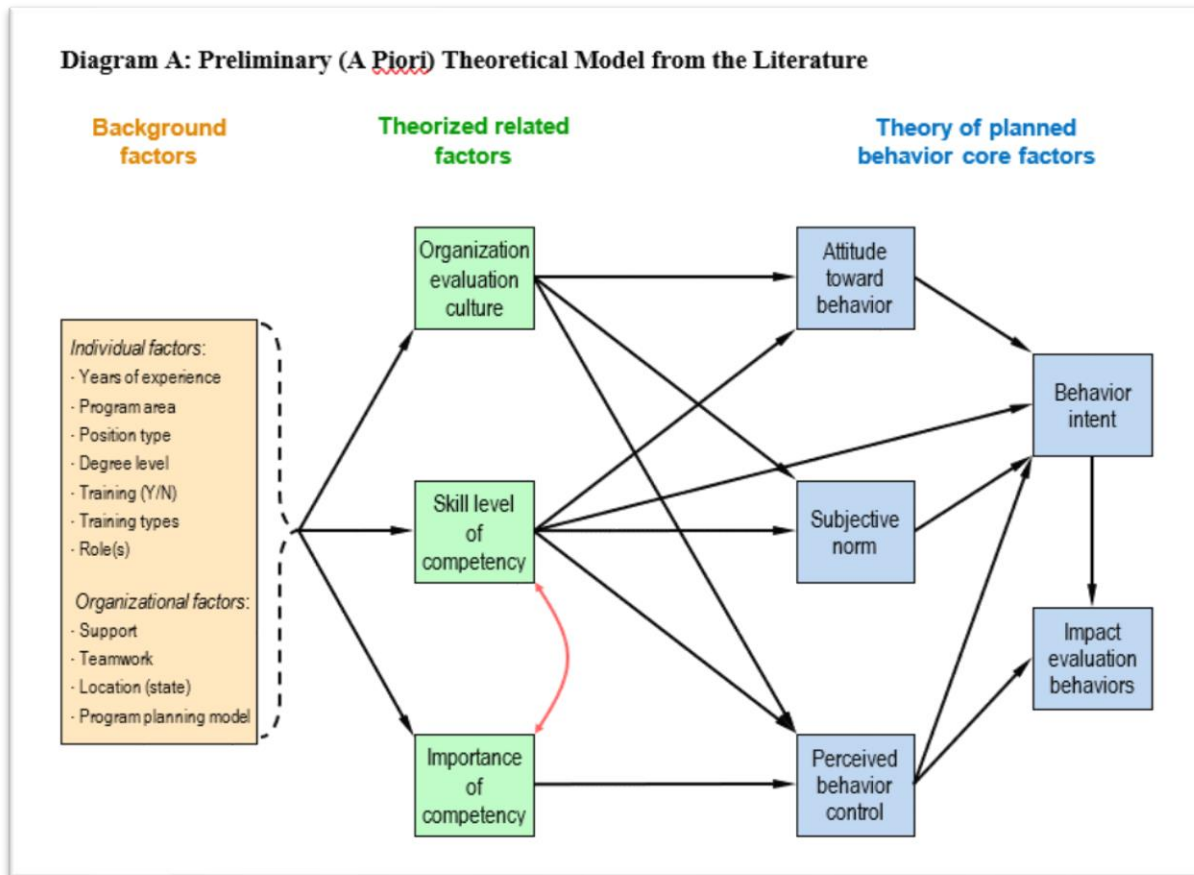 Diagram A: Preliminary (A Piori) Theoretical Model from the Literature
Background
factors
Theorized related
factors
Theory of planned
behavior core factors
Individual factors:
· Years of experience
· Program area
· Position type
· Degree level
· Training (Y/N)
· Training types
· Role(s)
Organizational factors:
· Support
· Teamwork
· Location (state)
· Program planning model
Organization
evaluation
culture
Skill level
of
competency
Importance
of
competency
Attitude
toward
behavior
Subjective
norm
Perceived
behavior
control
Behavior
intent
Impact
evaluation
behaviors